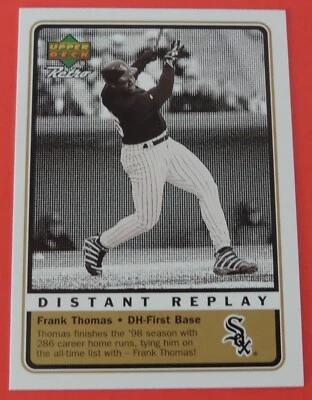 UPPER
DECK
Retro
DISTANT REPLAY
Frank Thomas • DH-First Base
Thomas finishes the '98 season with
286 career home runs, tying him on
the all-time list with – Frank Thomas!
Sox
®